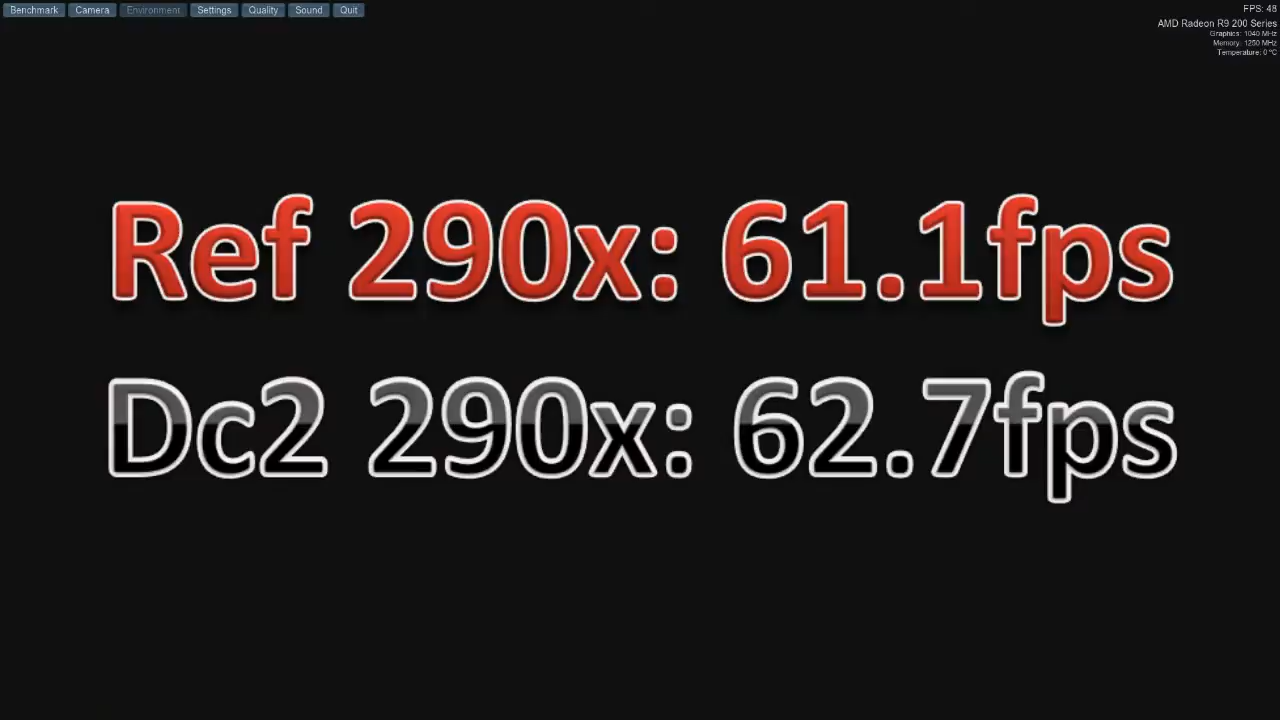 Benchmark Camera Environment Settings Quality Sound Quit
FPS: 48
AMD Radeon R9 200 Series
Graphics: 1040 MHz
Memory: 1250 MHz
Temperature: 0 °C
Ref 290x: 61.1fps
Dc2 290x: 62.7fps